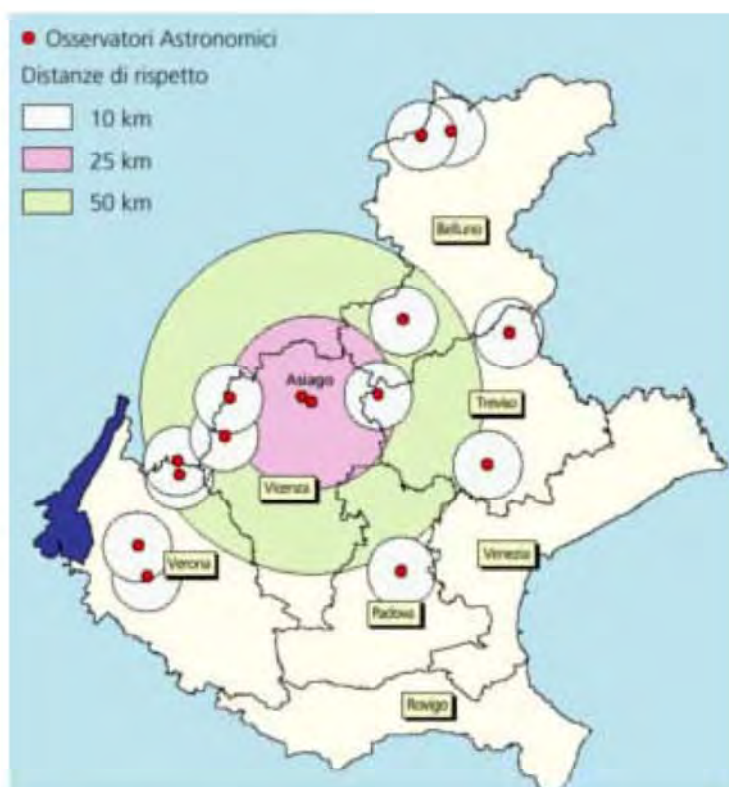 Osservatori Astronomici
Distanze di rispetto
10 km
25 km
50 km
Belluno
Asiago
Treviso
Vicenza
Venezia
Verona
Padova
Rovigo